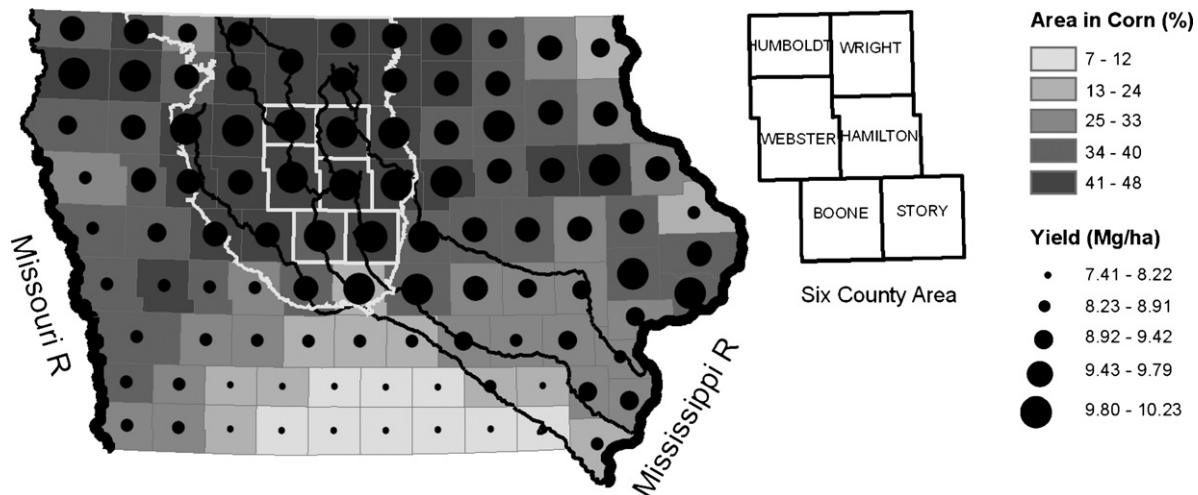 Missouri R
Mississippi R
HUMBOLDT
WRIGHT
WEBSTER
HAMILTON
BOONE
STORY
Six County Area
Area in Corn (%)
7 - 12
13 - 24
25 - 33
34 - 40
41 - 48
Yield (Mg/ha)
7.41 - 8.22
8.23 - 8.91
8.92 - 9.42
9.43 - 9.79
9.80 - 10.23